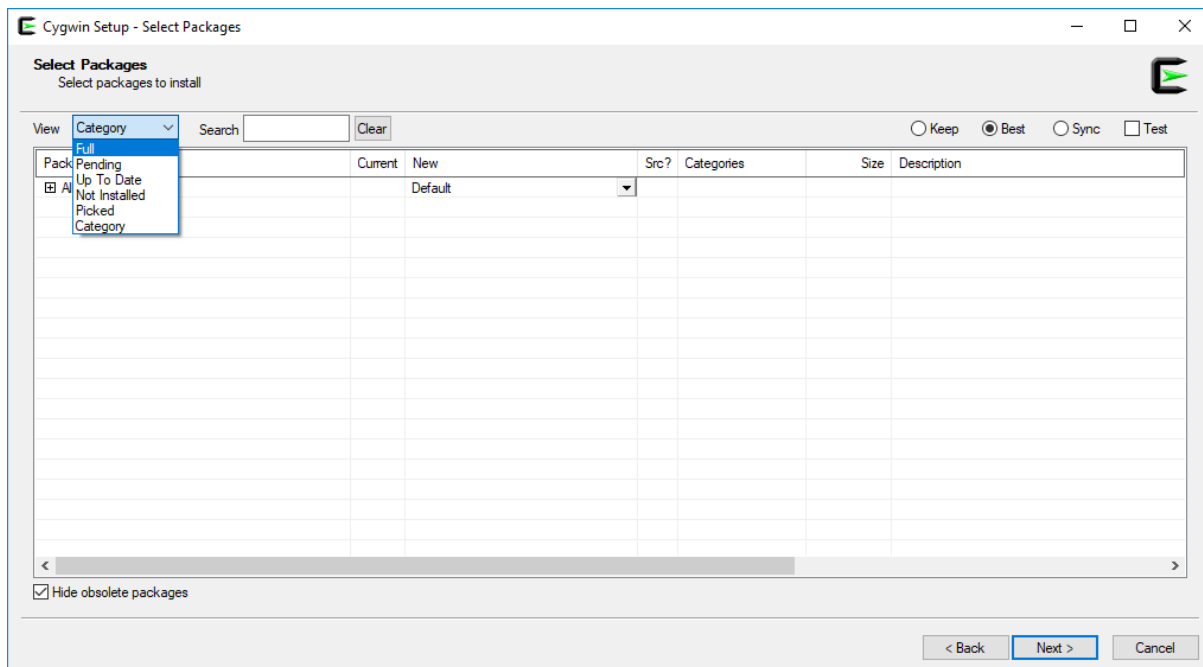 Cygwin Setup - Select Packages
Select Packages
Select packages to install
View Category Search Clear Keep Best Sync Test
Full
Pending
Up To Date
Not Installed
Picked
Category
Pack Current New Src? Categories Size Description
Al Default
Hide obsolete packages
< Back Next > Cancel